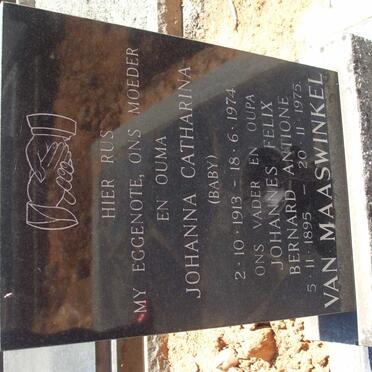 HIER RUS
MY EGGENOTE, ONS MOEDER
EN OUMA
JOHANNA CATHARINA
(BABY)
2·10·1913 - 18·6·1974
ONS VADER EN OUPA
JOHANNES FELIX
BERNARD ANTIONE
5·11·1895 - 20·11·1975
VAN MAASWINKEL